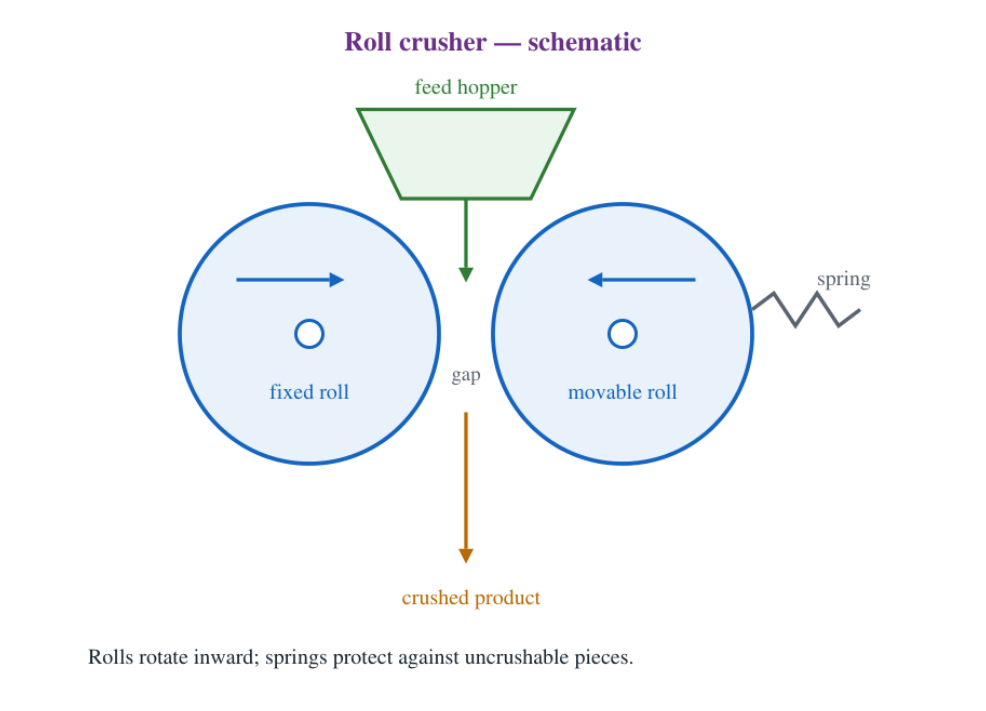 Roll crusher — schematic
feed hopper
spring
gap
fixed roll
movable roll
crushed product
Rolls rotate inward; springs protect against uncrushable pieces.